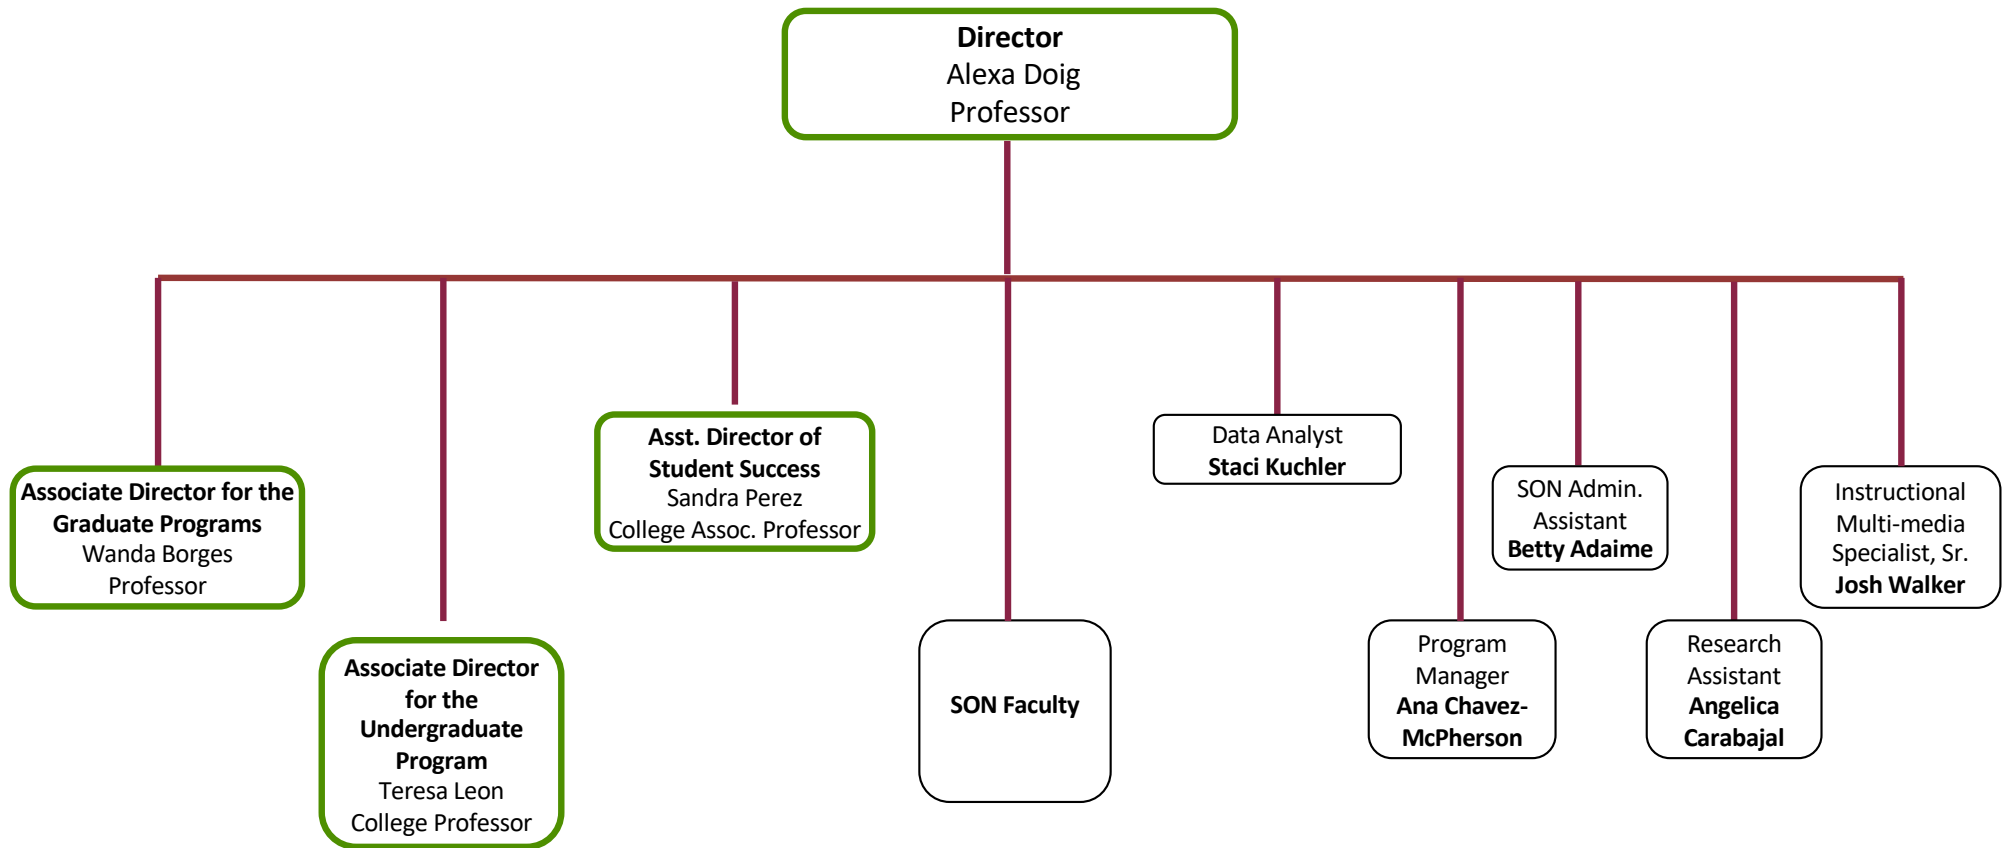 Director
Alexa Doig
Professor
Associate Director for the
Graduate Programs
Wanda Borges
Professor
Associate Director
for the
Undergraduate
Program
Teresa Leon
College Professor
Asst. Director of
Student Success
Sandra Perez
College Assoc. Professor
SON Faculty
Data Analyst
Staci Kuchler
Program
Manager
Ana Chavez-
McPherson
SON Admin.
Assistant
Betty Adaime
Research
Assistant
Angelica
Carabajal
Instructional
Multi-media
Specialist, Sr.
Josh Walker